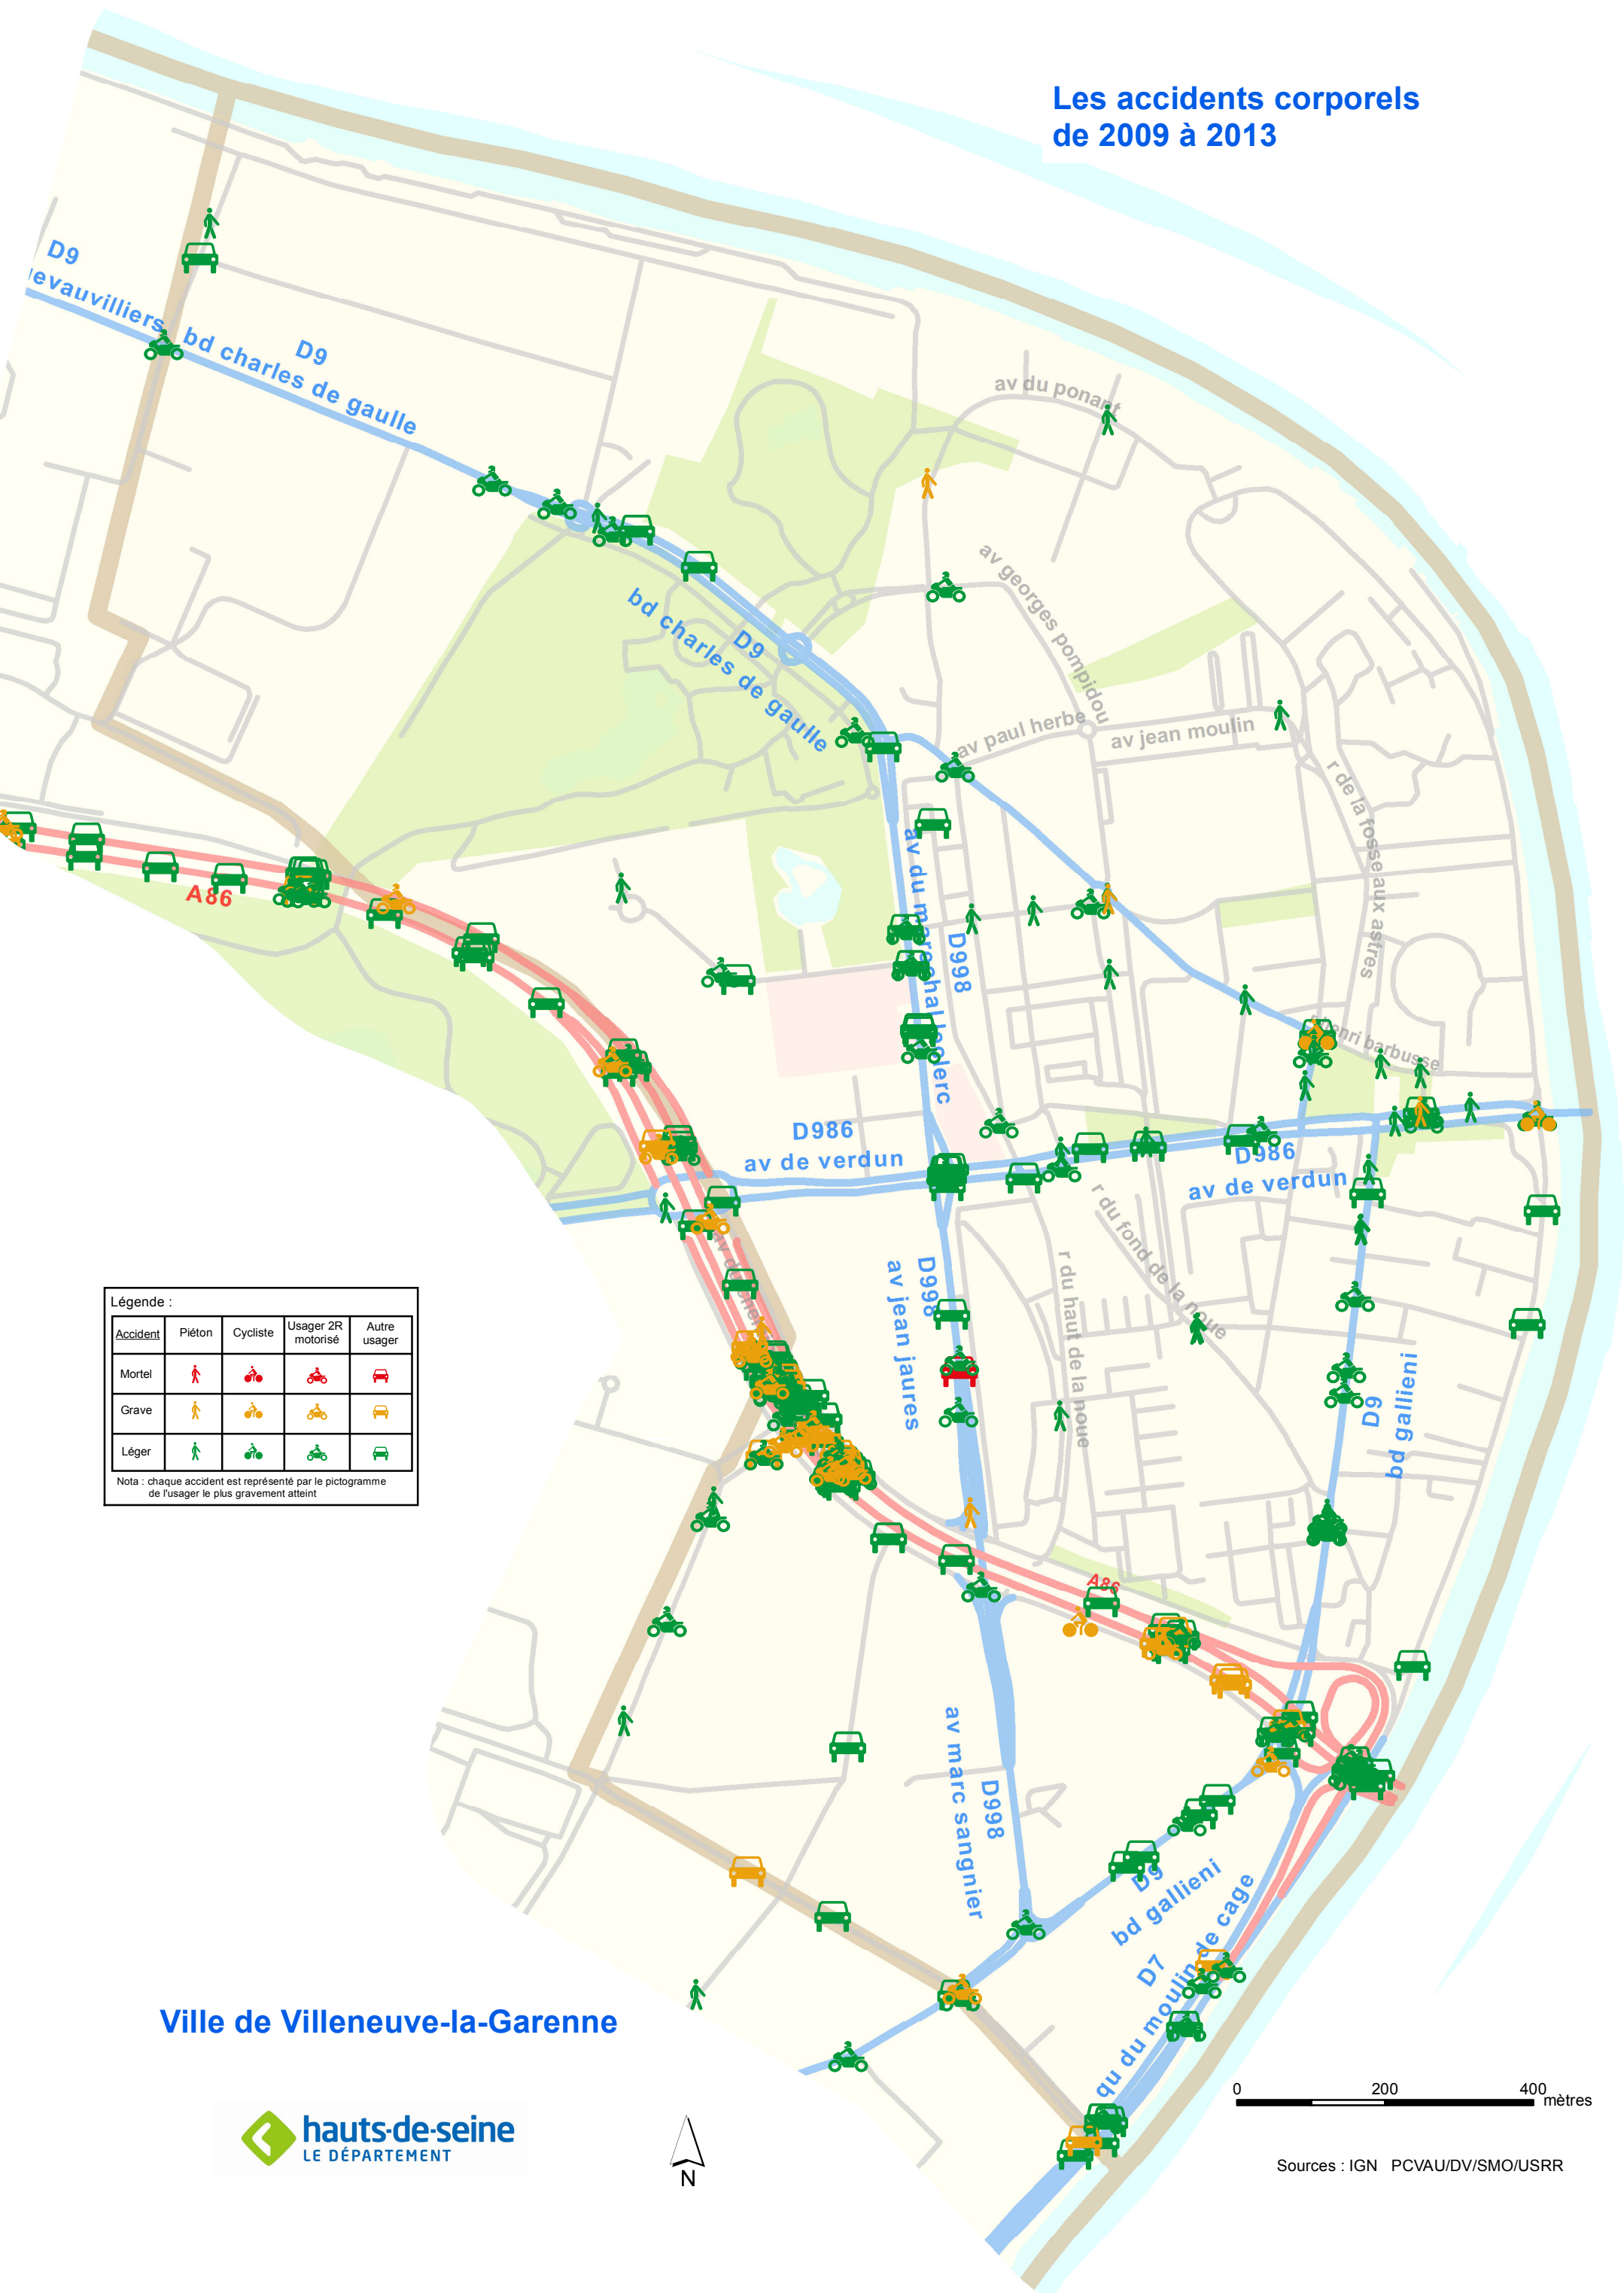 Les accidents corporels
de 2009 à 2013
D9
D9
bd charles de gaulle
av du ponant
av georges pompidou
D9
bd charles de gaulle
av paul herbe
av jean moulin
r de la fosse aux astres
A86
av du marechal leclerc
D998
r henri barbusse
D986
av de verdun
D986
av de verdun
r du fond de la noue
D998
av jean jaures
r du haut de la noue
D9
bd gallieni
Légende :
Accident
Piéton
Cycliste
Usager 2R
motorisé
Autre
usager
Mortel
Grave
Léger
Nota : chaque accident est représenté par le pictogramme
de l'usager le plus gravement atteint
A86
av marc sangnier
D998
D9
bd gallieni
D7
qu du moulin de cage
Ville de Villeneuve-la-Garenne
hauts-de-seine
LE DÉPARTEMENT
N
0 200 400
mètres
Sources : IGN PCVAU/DV/SMO/USRR